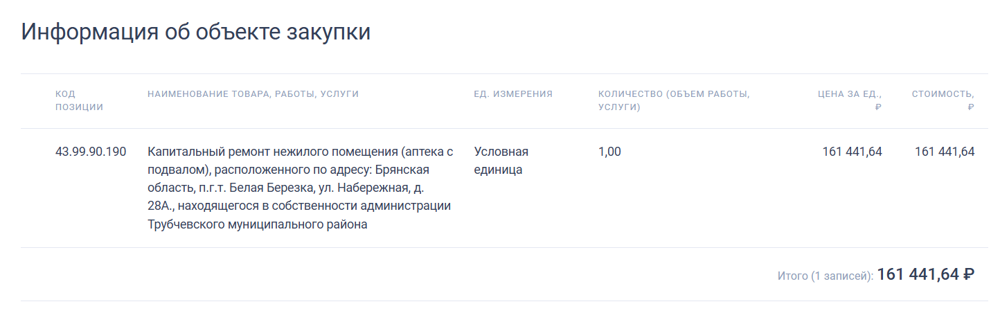 Информация об объекте закупки
КОД ПОЗИЦИИ
НАИМЕНОВАНИЕ ТОВАРА, РАБОТЫ, УСЛУГИ
ЕД. ИЗМЕРЕНИЯ
КОЛИЧЕСТВО (ОБЪЕМ РАБОТЫ,
УСЛУГИ)
ЦЕНА ЗА ЕД.,
₽
СТОИМОСТЬ,
₽
43.99.90.190
Капитальный ремонт нежилого помещения (аптека с
подвалом), расположенного по адресу: Брянская
область, п.г.т. Белая Березка, ул. Набережная, д.
28А., находящегося в собственности администрации
Трубчевского муниципального района
Условная
единица
1,00
161 441,64
161 441,64
Итого (1 записей): 161 441,64 ₽